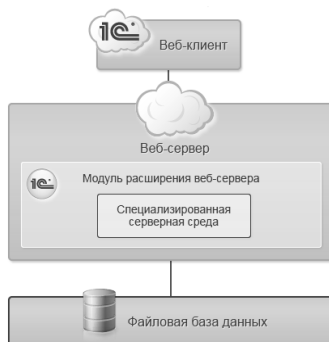 1С
Веб-клиент
Веб-сервер
1С
Модуль расширения веб-сервера
Специализированная
серверная среда
Файловая база данных